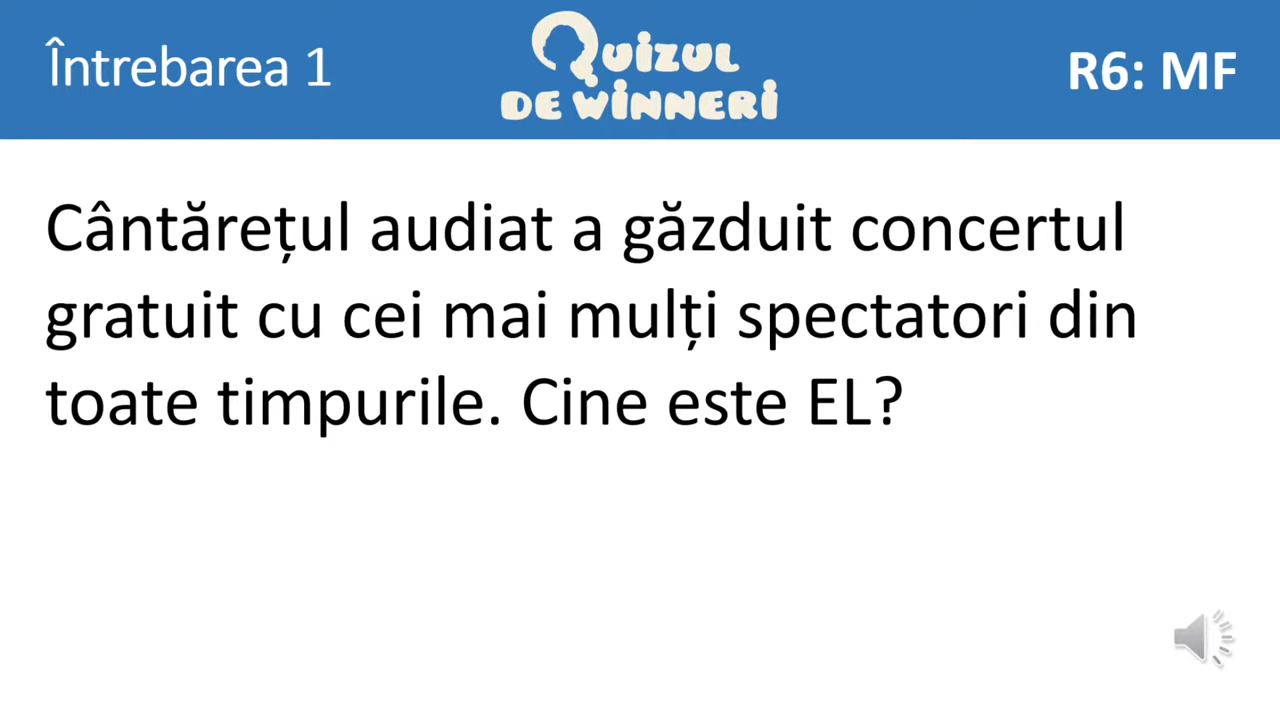 Întrebarea 1
QUIZUL
DE WINNERI
R6: MF
Cântărețul audiat a găzduit concertul
gratuit cu cei mai mulți spectatori din
toate timpurile. Cine este EL?